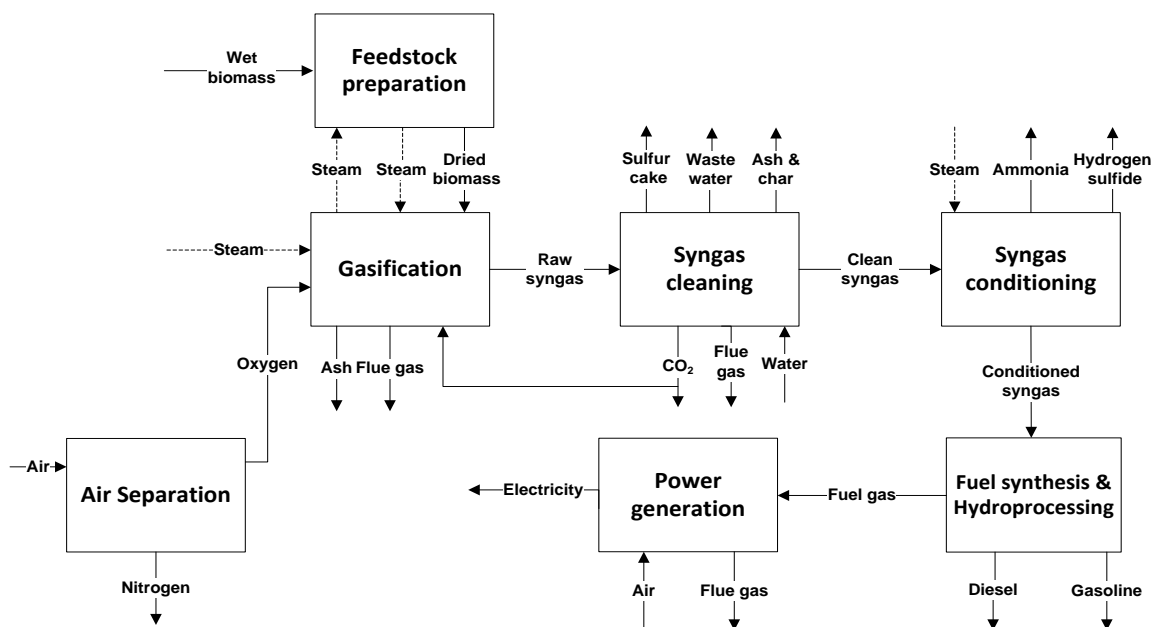 Wet
biomass
Feedstock
preparation
Steam
Steam
Dried
biomass
Sulfur
cake
Waste
water
Ash &
char
Steam
Ammonia
Hydrogen
sulfide
Steam
Gasification
Raw
syngas
Syngas
cleaning
Clean
syngas
Syngas
conditioning
Oxygen
Ash
Flue gas
CO₂
Flue
gas
Water
Conditioned
syngas
Air
Air Separation
Electricity
Power
generation
Fuel gas
Fuel synthesis &
Hydroprocessing
Nitrogen
Air
Flue gas
Diesel
Gasoline